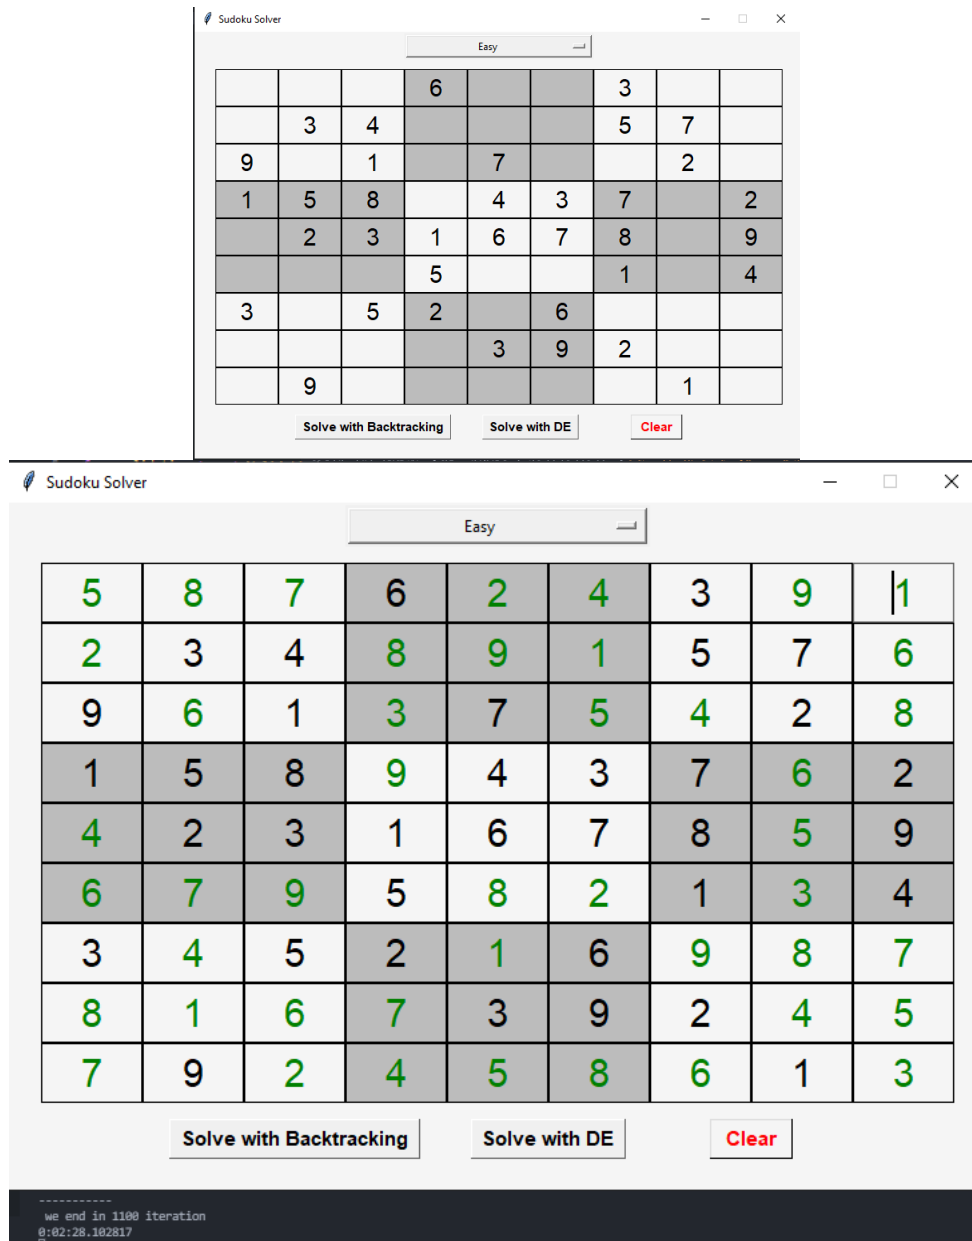 Sudoku Solver
Easy
6 3
3 4 5 7
9 1 7 2
1 5 8 4 3 7 2
2 3 1 6 7 8 9
5 1 4
3 5 2 6
3 9 2
9 1
Solve with Backtracking Solve with DE Clear
Sudoku Solver
Easy
5 8 7 6 2 4 3 9 1
2 3 4 8 9 1 5 7 6
9 6 1 3 7 5 4 2 8
1 5 8 9 4 3 7 6 2
4 2 3 1 6 7 8 5 9
6 7 9 5 8 2 1 3 4
3 4 5 2 1 6 9 8 7
8 1 6 7 3 9 2 4 5
7 9 2 4 5 8 6 1 3
Solve with Backtracking Solve with DE Clear
-----------
we end in 1100 iteration
0:02:28.102817